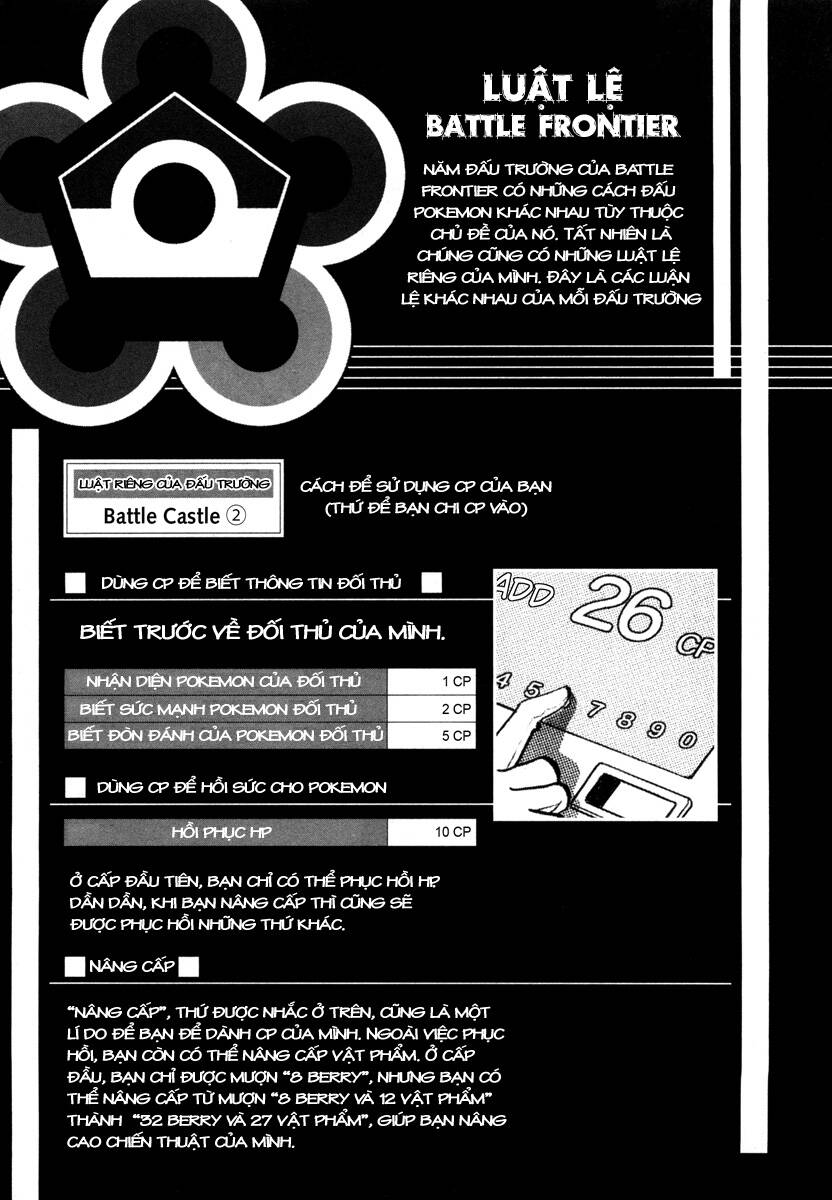 LUẬT LỆ
BATTLE FRONTIER
NĂM ĐẤU TRƯỜNG CỦA BATTLE
FRONTIER CÓ NHỮNG CÁCH ĐẤU
POKEMON KHÁC NHAU TÙY THUỘC
CHỦ ĐỀ CỦA NÓ. TẤT NHIÊN LÀ
CHÚNG CŨNG CÓ NHỮNG LUẬT LỆ
RIÊNG CỦA MÌNH. ĐÂY LÀ CÁC LUẬN
LỆ KHÁC NHAU CỦA MỖI ĐẤU TRƯỜNG
LUẬT RIÊNG CỦA ĐẤU TRƯỜNG
Battle Castle ②
CÁCH ĐỂ SỬ DỤNG CP CỦA BẠN
(THỨ ĐỂ BẠN CHI CP VÀO)
DÙNG CP ĐỂ BIẾT THÔNG TIN ĐỐI THỦ
BIẾT TRƯỚC VỀ ĐỐI THỦ CỦA MÌNH.
NHẬN DIỆN POKEMON CỦA ĐỐI THỦ 1 CP
BIẾT SỨC MẠNH POKEMON ĐỐI THỦ 2 CP
BIẾT ĐÒN ĐÁNH CỦA POKEMON ĐỐI THỦ 5 CP
ADD 26 CP
4 5 7 8 9 0
DÙNG CP ĐỂ HỒI SỨC CHO POKEMON
HỒI PHỤC HP 10 CP
Ở CẤP ĐẦU TIÊN, BẠN CHỈ CÓ THỂ PHỤC HỒI HP.
DẦN DẦN, KHI BẠN NÂNG CẤP THÌ CŨNG SẼ
ĐƯỢC PHỤC HỒI NHỮNG THỨ KHÁC.
NÂNG CẤP
"NÂNG CẤP", THỨ ĐƯỢC NHẮC Ở TRÊN, CŨNG LÀ MỘT
LÍ DO ĐỂ BẠN ĐỂ DÀNH CP CỦA MÌNH. NGOÀI VIỆC PHỤC
HỒI, BẠN CÒN CÓ THỂ NÂNG CẤP VẬT PHẨM. Ở CẤP
ĐẦU, BẠN CHỈ ĐƯỢC MƯỢN "8 BERRY", NHƯNG BẠN CÓ
THỂ NÂNG CẤP TỪ MƯỢN "8 BERRY VÀ 12 VẬT PHẨM"
THÀNH "32 BERRY VÀ 27 VẬT PHẨM", GIÚP BẠN NÂNG
CAO CHIẾN THUẬT CỦA MÌNH.